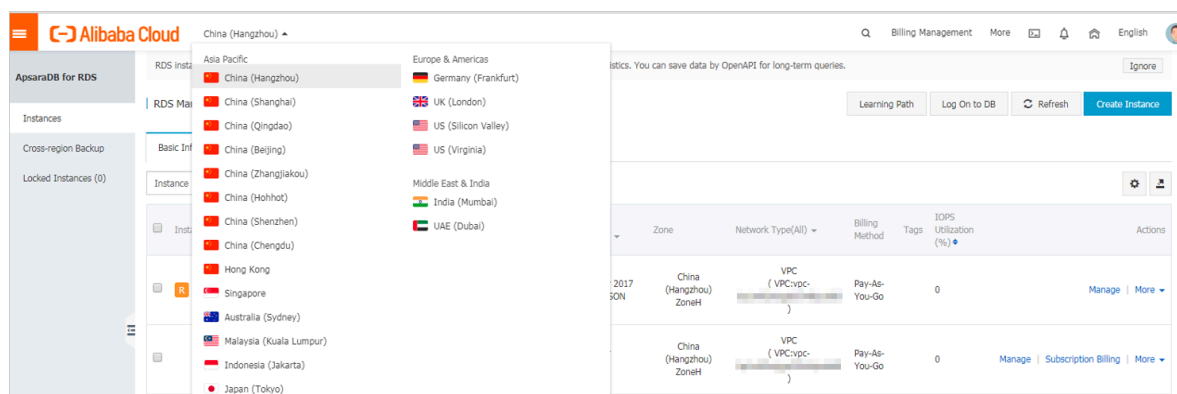 Alibaba Cloud
China (Hangzhou)
Billing Management
More
English
ApsaraDB for RDS
Instances
Cross-region Backup
Locked Instances (0)
RDS insta
istics. You can save data by OpenAPI for long-term queries.
Ignore
RDS Mar
Learning Path
Log On to DB
Refresh
Create Instance
Basic Inf
Instance
Asia Pacific
China (Hangzhou)
China (Shanghai)
China (Qingdao)
China (Beijing)
China (Zhangjiakou)
China (Hohhot)
China (Shenzhen)
China (Chengdu)
Hong Kong
Singapore
Australia (Sydney)
Malaysia (Kuala Lumpur)
Indonesia (Jakarta)
Japan (Tokyo)
Europe & Americas
Germany (Frankfurt)
UK (London)
US (Silicon Valley)
US (Virginia)
Middle East & India
India (Mumbai)
UAE (Dubai)
Insta
Zone
Network Type(All)
Billing
Method
Tags
IOPS
Utilization
(%)
Actions
R
2017
SON
China
(Hangzhou)
ZoneH
VPC
( VPC:vpc-
)
Pay-As-
You-Go
0
Manage | More
China
(Hangzhou)
ZoneH
VPC
( VPC:vpc-
)
Pay-As-
You-Go
0
Manage | Subscription Billing | More